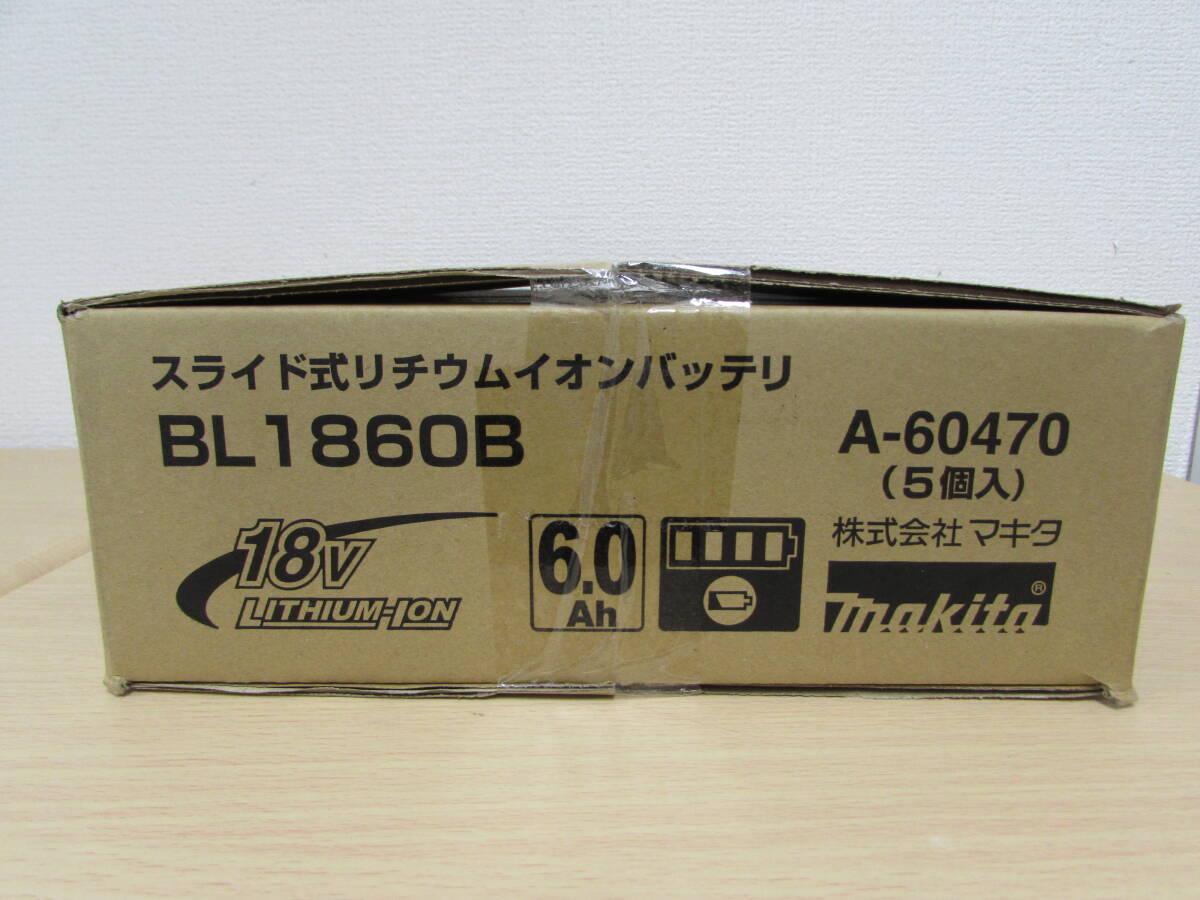 スライド式リチウムイオンバッテリ
BL1860B
A-60470
(5個入)
18V
LITHIUM-ION
6.0
Ah
株式会社マキタ
makita®